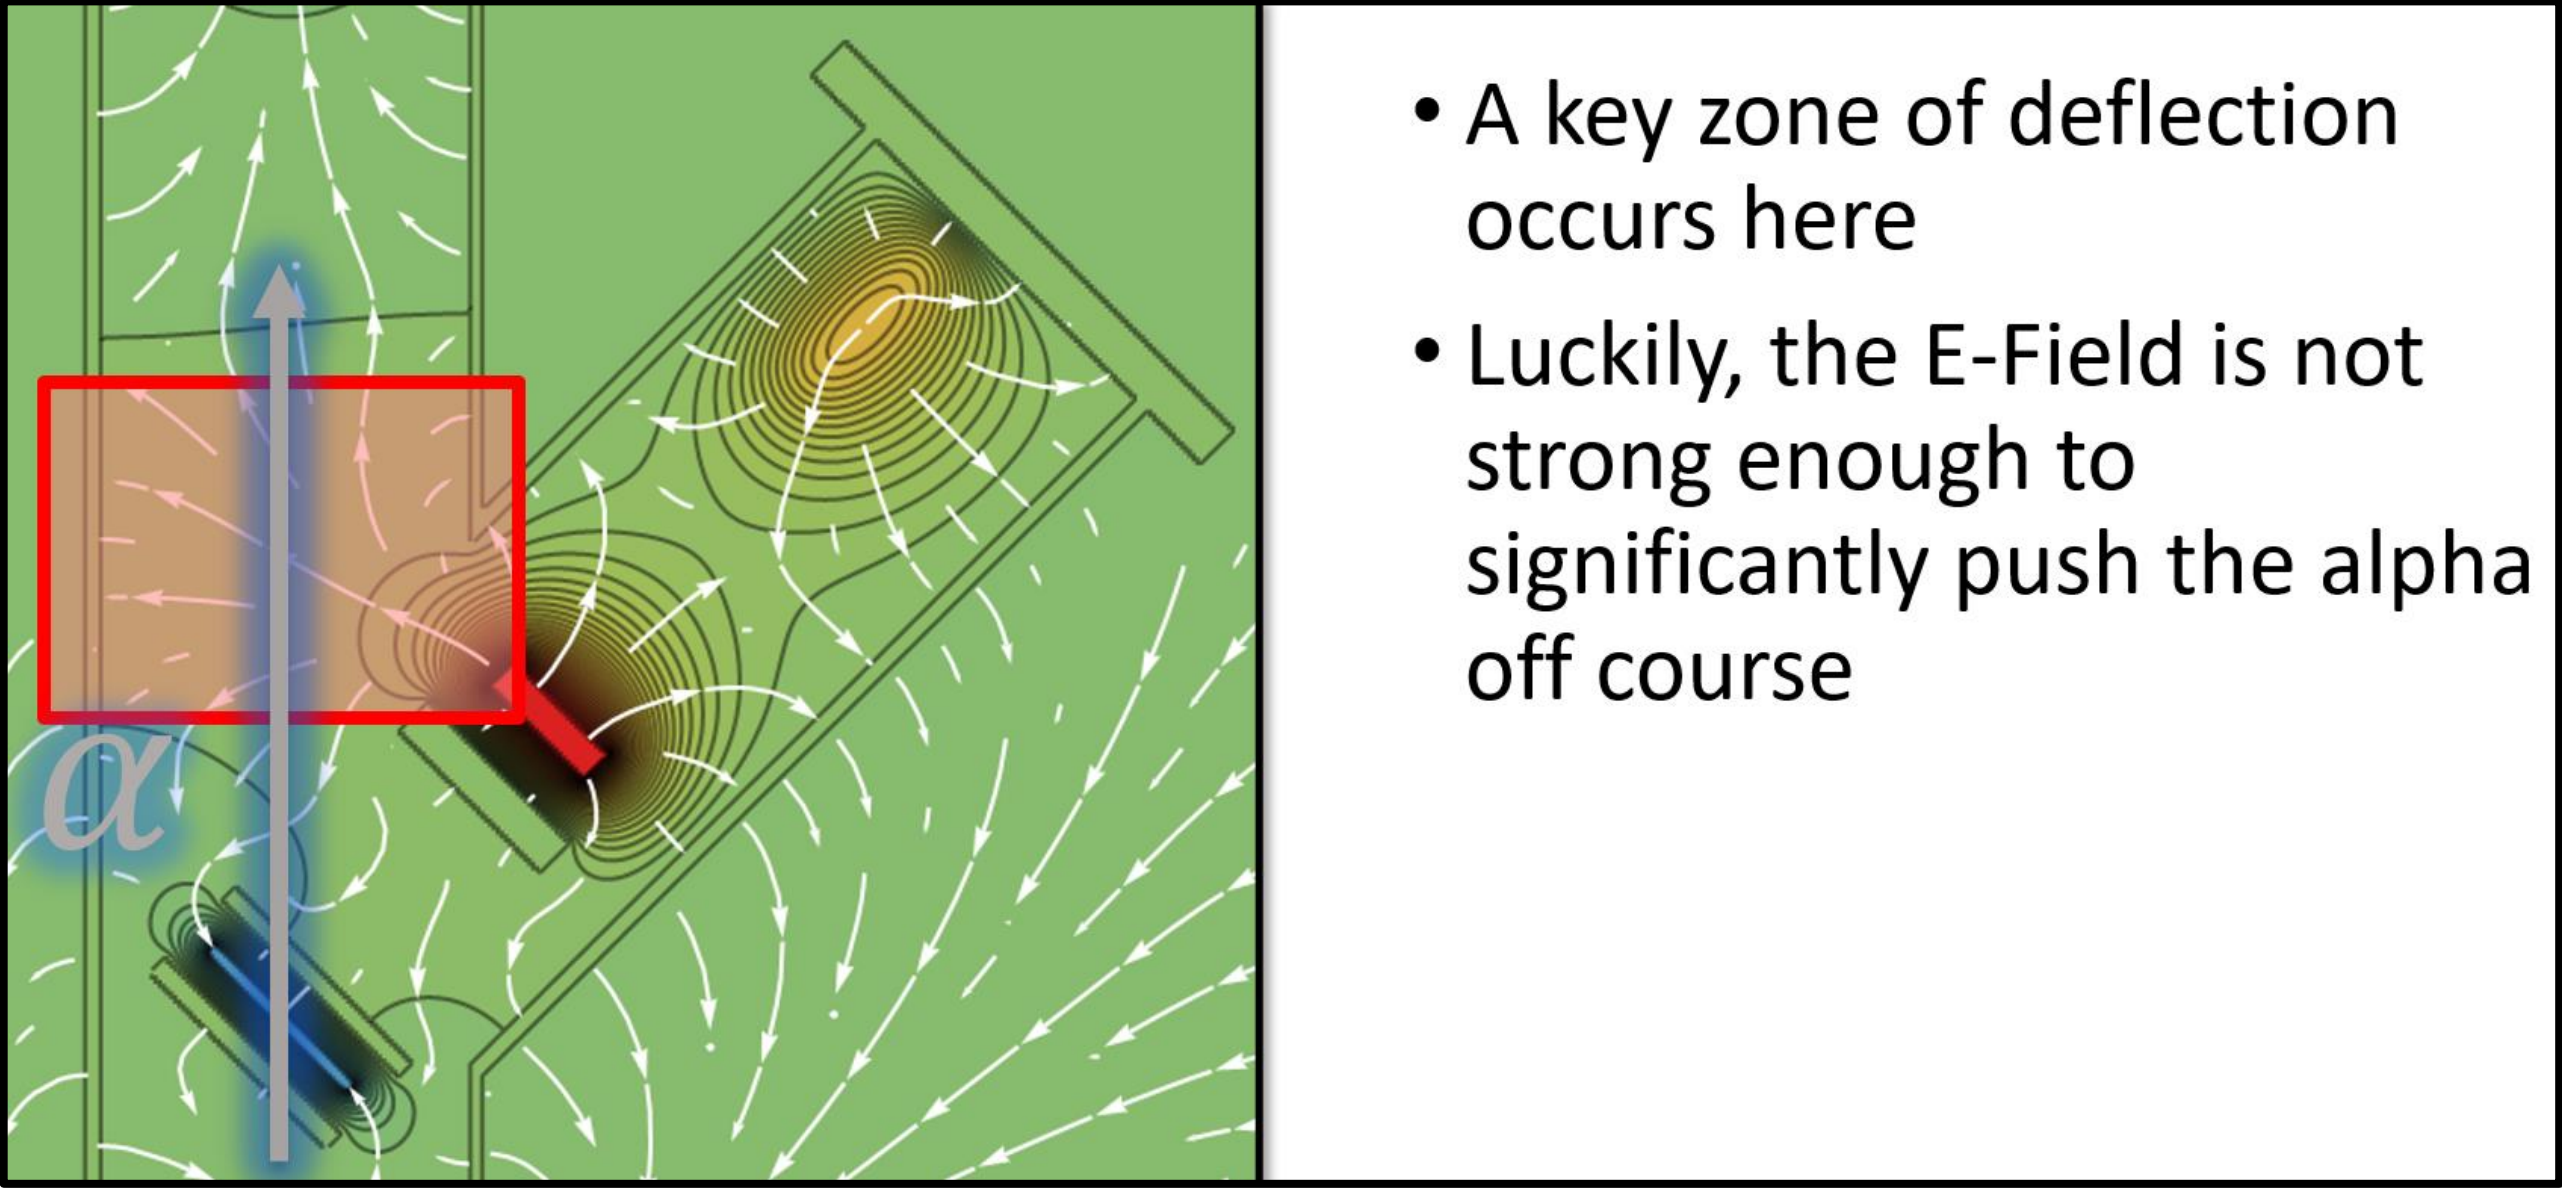 • A key zone of deflection
occurs here
• Luckily, the E-Field is not
strong enough to
significantly push the alpha
off course
α